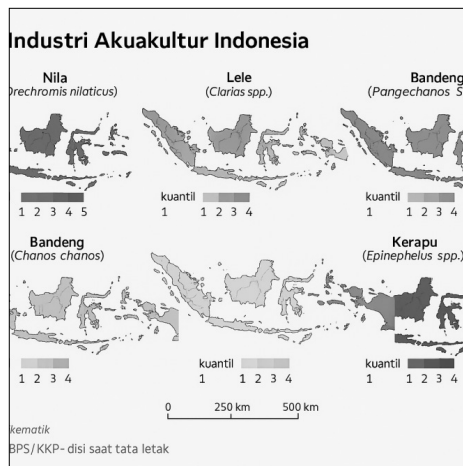 Industri Akuakultur Indonesia
Nila
Orechromis nilaticus)
Lele
(Clarias spp.)
Bandeng
(Pangechanos S
1 2 3 4 5
kuantil
1 1 2 3 4
kuantil
1 1 2 3 4
Bandeng
(Chanos chanos)
Kerapu
(Epinephelus spp.)
1 2 3 4
kuantil
1 1 2 3 4
kuantil
1 1 2 3 4
0 250 km 500 km
kematik
BPS/KKP- disi saat tata letak